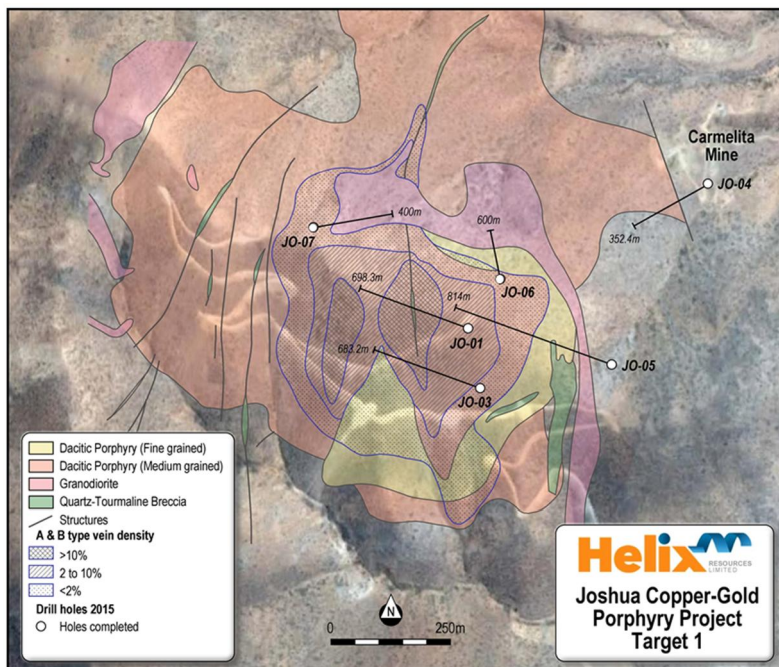 Carmelita
Mine
JO-04
400m
JO-07
600m
352.4m
698.3m
JO-06
814m
JO-01
683.2m
JO-05
JO-03
Dacitic Porphyry (Fine grained)
Dacitic Porphyry (Medium grained)
Granodiorite
Quartz-Tourmaline Breccia
Structures
A & B type vein density
>10%
2 to 10%
<2%
Drill holes 2015
Holes completed
N
0
250m
Helix
RESOURCES
LIMITED
Joshua Copper-Gold
Porphyry Project
Target 1